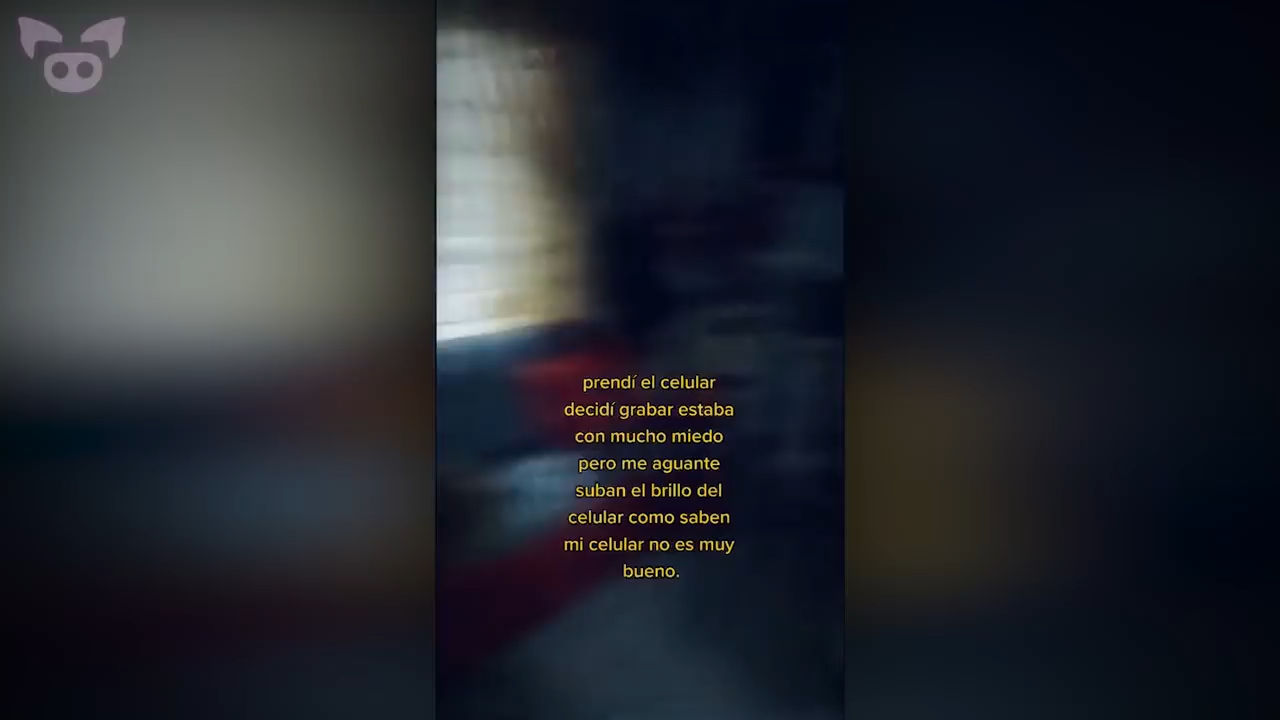 prendí el celular
decidí grabar estaba
con mucho miedo
pero me aguante
suban el brillo del
celular como saben
mi celular no es muy
bueno.